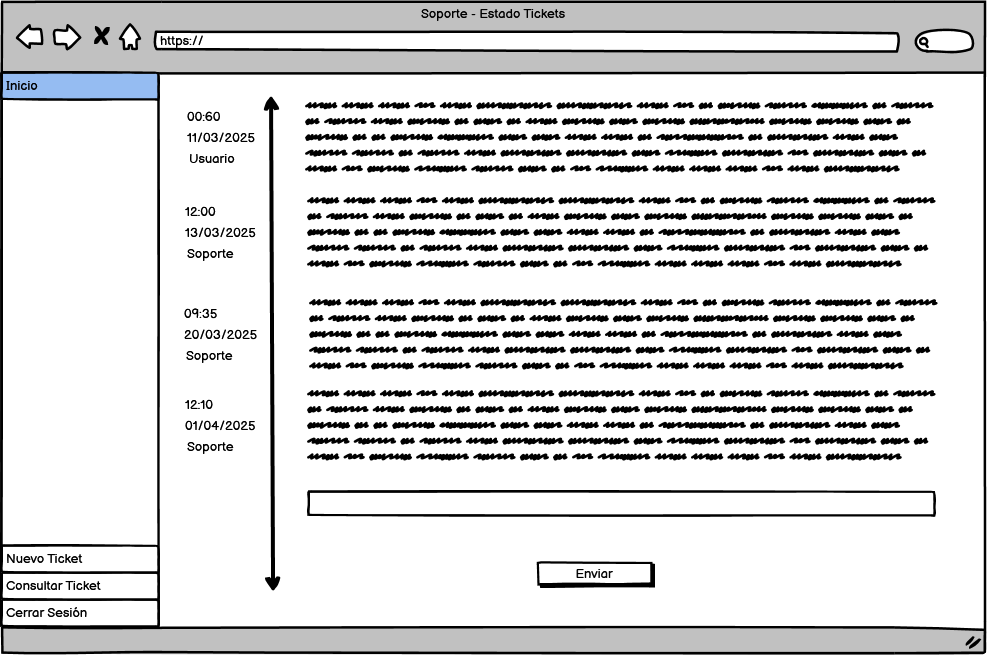 Soporte - Estado Tickets
https://
Inicio
00:60
11/03/2025
Usuario
12:00
13/03/2025
Soporte
09:35
20/03/2025
Soporte
12:10
01/04/2025
Soporte
Enviar
Nuevo Ticket
Consultar Ticket
Cerrar Sesión